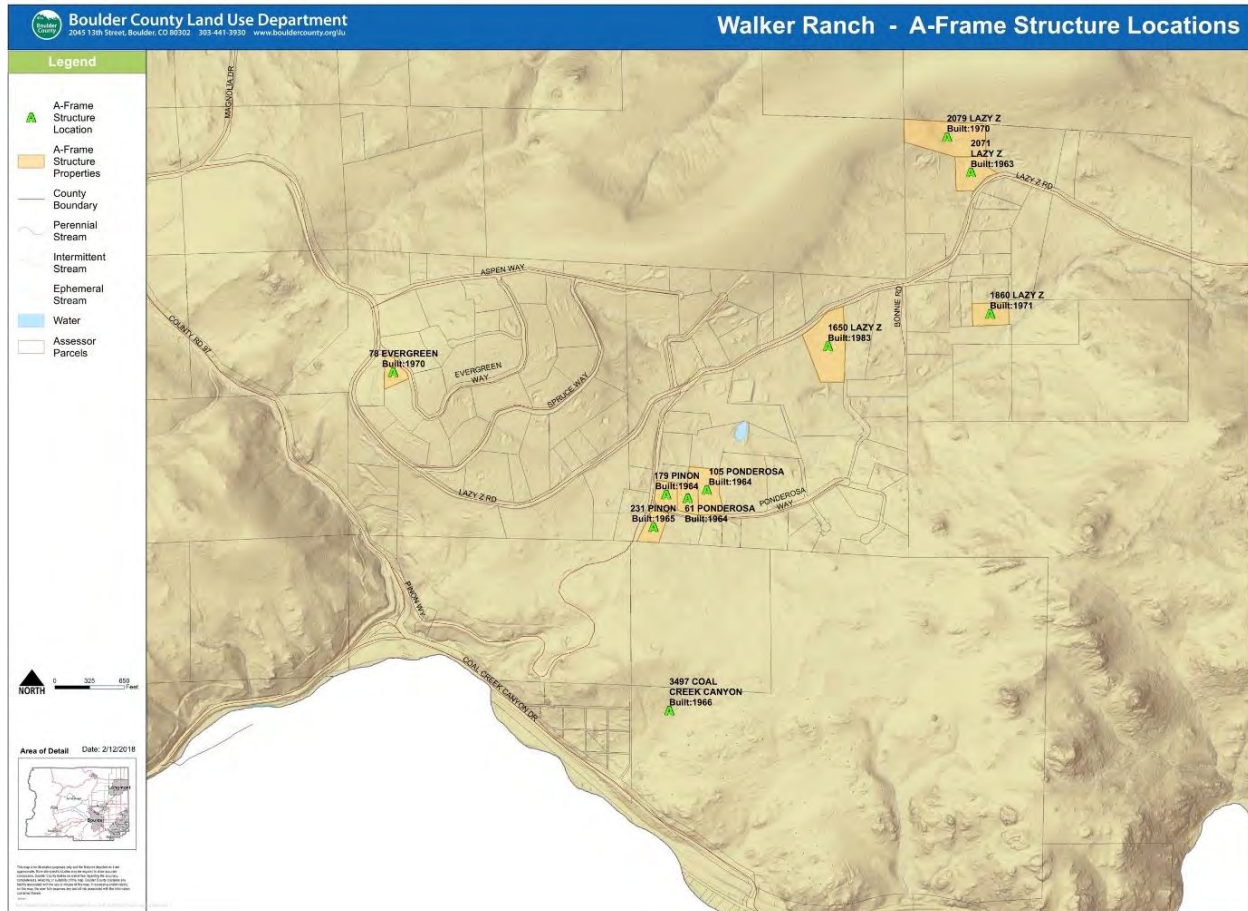 Boulder County Land Use Department
2045 13th Street, Boulder, CO 80302 303-441-3930 www.bouldercounty.org\lu
Boulder
County
Walker Ranch - A-Frame Structure Locations
Legend
A-Frame
Structure
Location
A-Frame
Structure
Properties
County
Boundary
Perennial
Stream
Intermittent
Stream
Ephemeral
Stream
Water
Assessor
Parcels
NORTH
0 325 650
Feet
Area of Detail Date: 2/12/2018
Longmont
Boulder
MAGNOLIA DR
2079 LAZY Z
Built:1970
2071
LAZY Z
Built:1963
LAZY RD
ASPEN WAY
COUNTY RD 97
BONNIE RD
1860 LAZY Z
Built:1971
1650 LAZY Z
Built:1983
78 EVERGREEN
Built:1970
EVERGREEN
WAY
SPRUCE WAY
LAZY Z RD
179 PINON
Built:1964
105 PONDEROSA
Built:1964
PONDEROSA
WAY
231 PINON
Built:1965
61 PONDEROSA
Built:1964
PINON WY
COAL CREEK CANYON DR
3497 COAL
CREEK CANYON
Built:1966